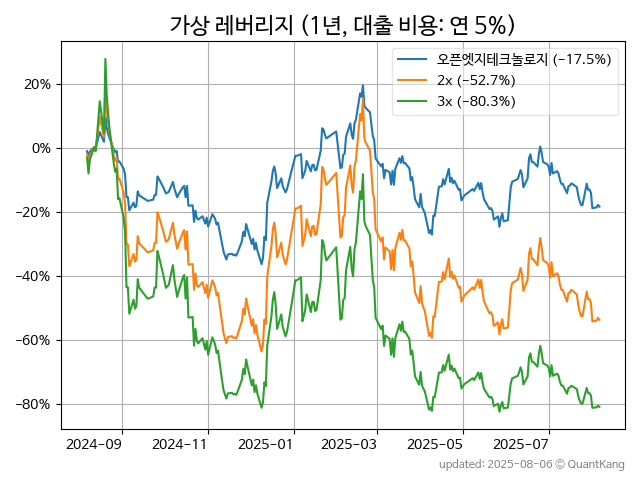 가상 레버리지 (1년, 대출 비용: 연 5%)
오픈엣지테크놀로지 (−17.5%)
2x (−52.7%)
3x (−80.3%)
20%
0%
−20%
−40%
−60%
−80%
2024-09
2024-11
2025-01
2025-03
2025-05
2025-07
updated: 2025-08-06 © QuantKang